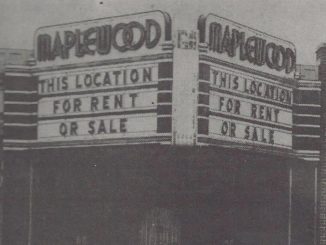 MAPLEWOOD
THIS LOCATION
FOR RENT
OR SALE
MAPLEWOOD
THIS LOCATION
FOR RENT
OR SALE